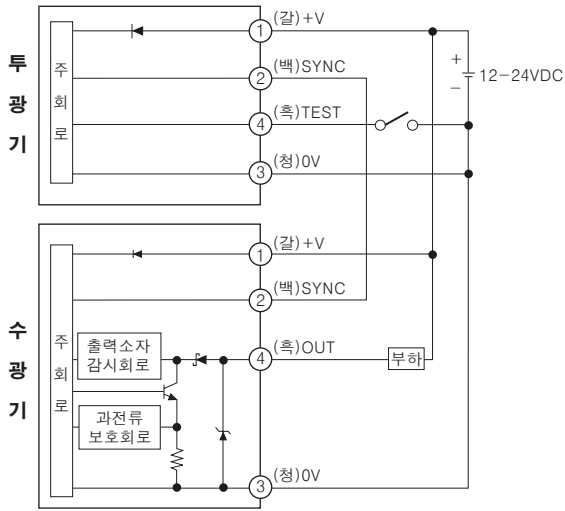 투광기
주회로
① (갈)+V
② (백)SYNC
④ (흑)TEST
③ (청)0V
+
−
12−24VDC
수광기
주회로
출력소자
감시회로
과전류
보호회로
① (갈)+V
② (백)SYNC
④ (흑)OUT
부하
③ (청)0V